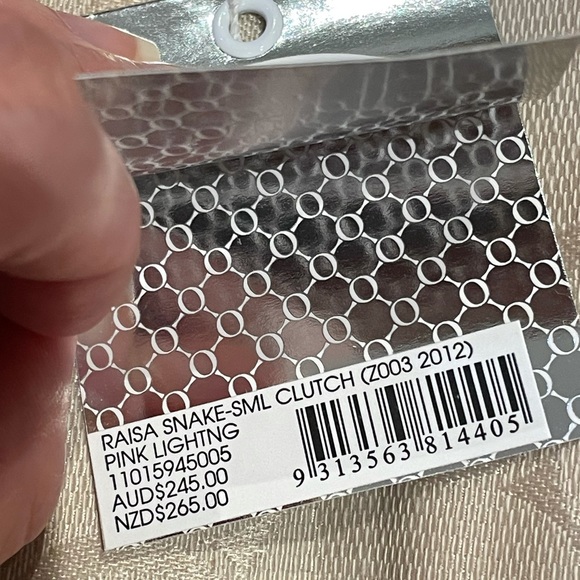 RAISA SNAKE-SML CLUTCH (Z003 2012)
PINK LIGHTNG
11015945005
AUD$245.00
NZD$265.00
9 313563 814405